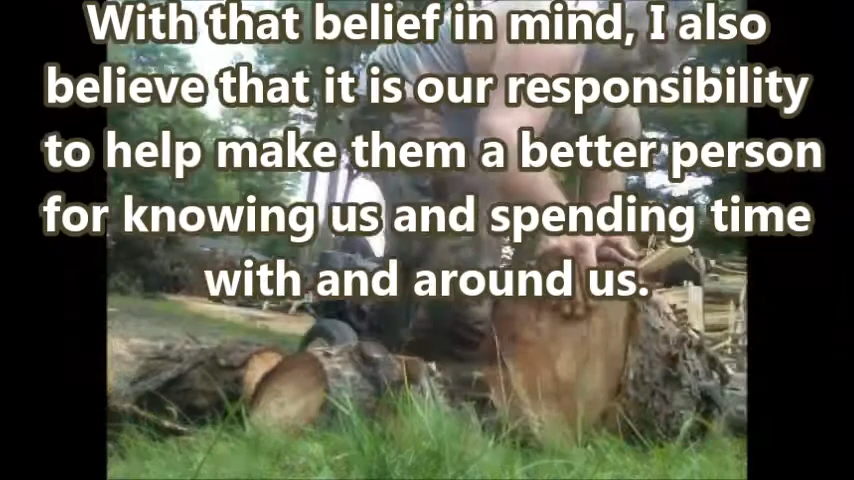 With that belief in mind, I also
believe that it is our responsibility
to help make them a better person
for knowing us and spending time
with and around us.